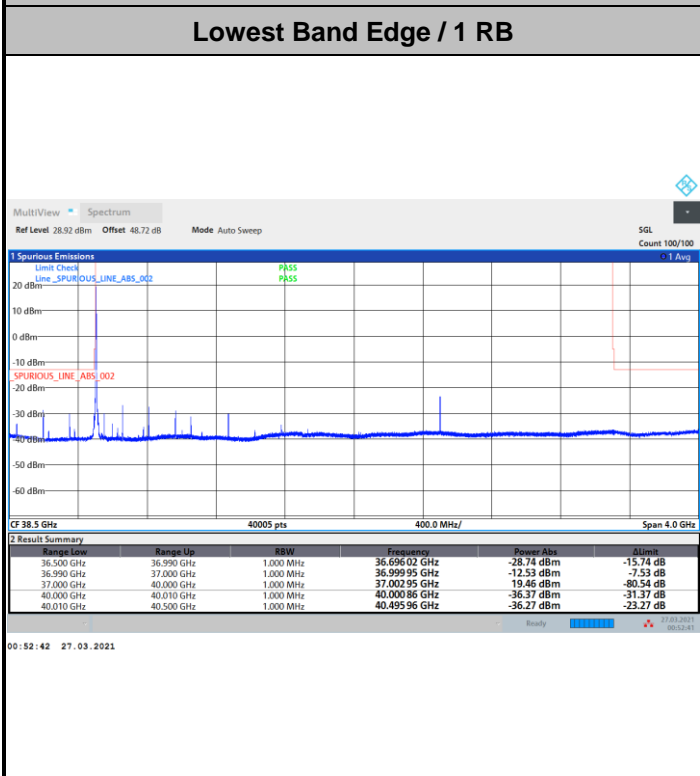 Lowest Band Edge / 1 RB
MultiView Spectrum
Ref Level 28.92 dBm Offset 48.72 dB Mode Auto Sweep SGL
Count 100/100
1 Spurious Emissions 1 Avg
Limit Check PASS
Line _SPURIOUS_LINE_ABS_002 PASS
20 dBm
10 dBm
0 dBm
-10 dBm
SPURIOUS_LINE_ABS_002
-20 dBm
-30 dBm
-40 dBm
-50 dBm
-60 dBm
CF 38.5 GHz 40005 pts 400.0 MHz/ Span 4.0 GHz
2 Result Summary
Range Low Range Up RBW Frequency Power Abs ΔLimit
36.500 GHz 36.990 GHz 1.000 MHz 36.696 02 GHz -28.74 dBm -15.74 dB
36.990 GHz 37.000 GHz 1.000 MHz 36.999 95 GHz -12.53 dBm -7.53 dB
37.000 GHz 40.000 GHz 1.000 MHz 37.002 95 GHz 19.46 dBm -80.54 dB
40.000 GHz 40.010 GHz 1.000 MHz 40.000 86 GHz -36.37 dBm -31.37 dB
40.010 GHz 40.500 GHz 1.000 MHz 40.495 96 GHz -36.27 dBm -23.27 dB
Ready 27.03.2021
00:52:41
00:52:42 27.03.2021